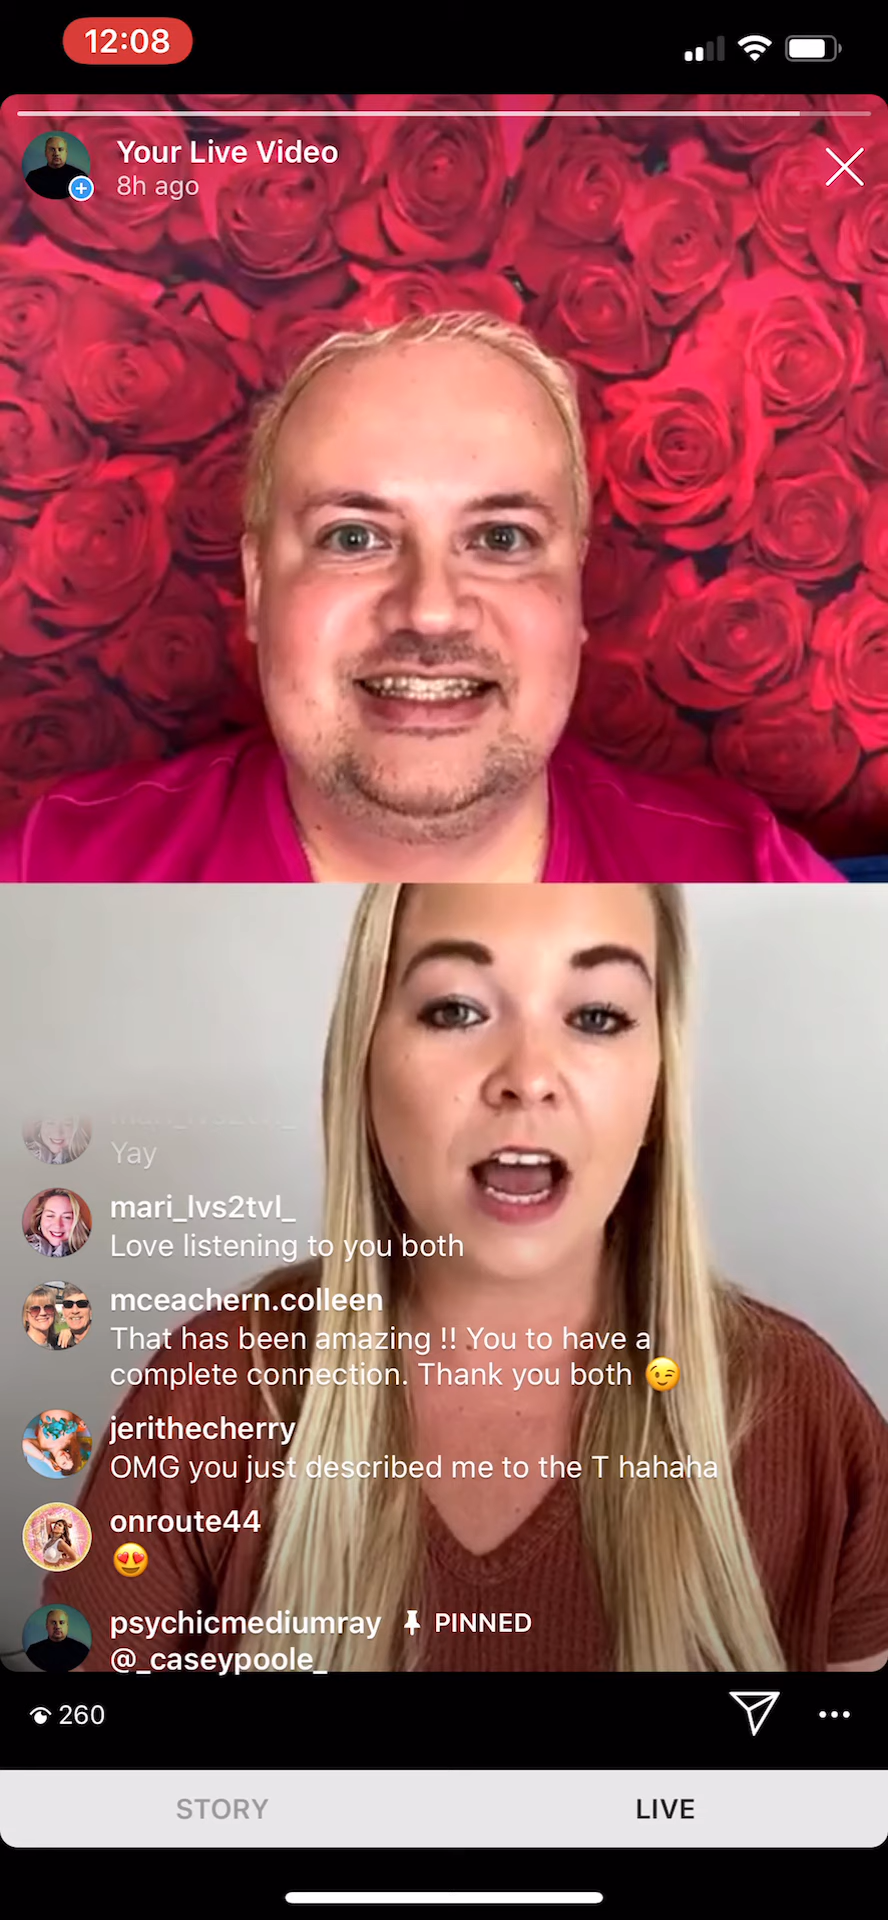 12:08
Your Live Video
8h ago
Yay
mari_lvs2tvl_
Love listening to you both
mceachern.colleen
That has been amazing !! You to have a
complete connection. Thank you both 😉
jerithecherry
OMG you just described me to the T hahaha
onroute44
😍
psychicmediumray PINNED
@_caseypoole_
260
STORY
LIVE